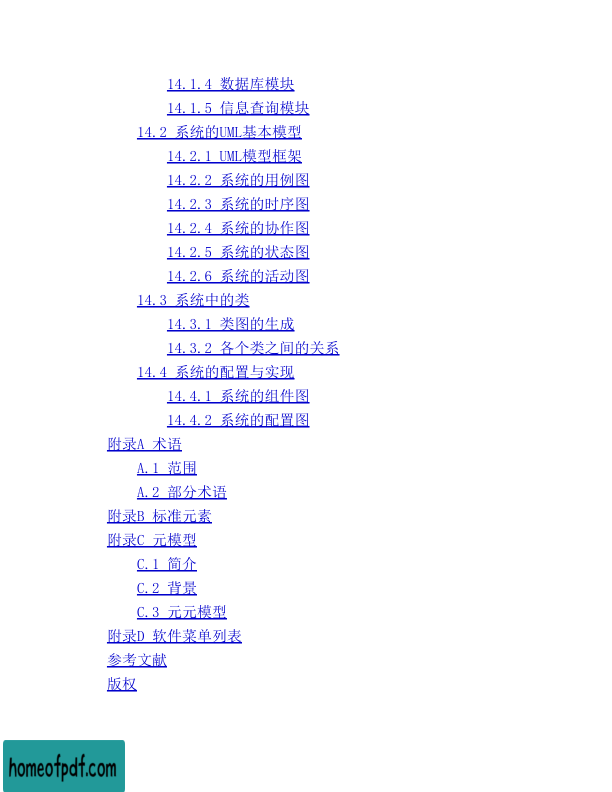 14.1.4 数据库模块
14.1.5 信息查询模块
14.2 系统的UML基本模型
14.2.1 UML模型框架
14.2.2 系统的用例图
14.2.3 系统的时序图
14.2.4 系统的协作图
14.2.5 系统的状态图
14.2.6 系统的活动图
14.3 系统中的类
14.3.1 类图的生成
14.3.2 各个类之间的关系
14.4 系统的配置与实现
14.4.1 系统的组件图
14.4.2 系统的配置图
附录A 术语
A.1 范围
A.2 部分术语
附录B 标准元素
附录C 元模型
C.1 简介
C.2 背景
C.3 元元模型
附录D 软件菜单列表
参考文献
版权
homeofpdf.com